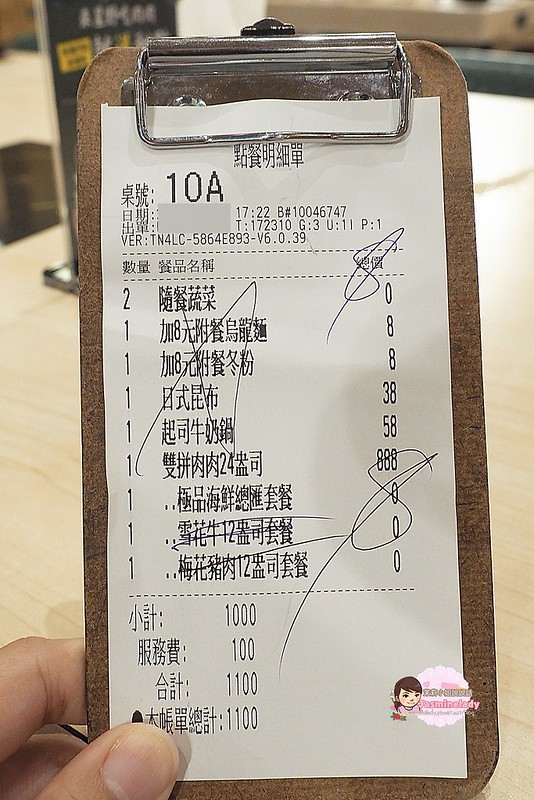 點餐明細單
桌號: 10A
日期: 17:22 B#10046747
出單: T:172310 G:3 U:11 P:1
VER:TN4LC-5864E893-V6.0.39
數量 餐品名稱 總價
2 隨餐蔬菜 0
1 加8元附餐烏龍麵 8
1 加8元附餐冬粉 8
1 日式昆布 38
1 起司牛奶鍋 58
1 雙拼肉肉24盎司 888
1 ..極品海鮮總匯套餐 0
1 ..雪花牛12盎司套餐 0
1 ..梅花豬肉12盎司套餐 0
小計: 1000
服務費: 100
合計: 1100
本帳單總計:1100
Jasminelady